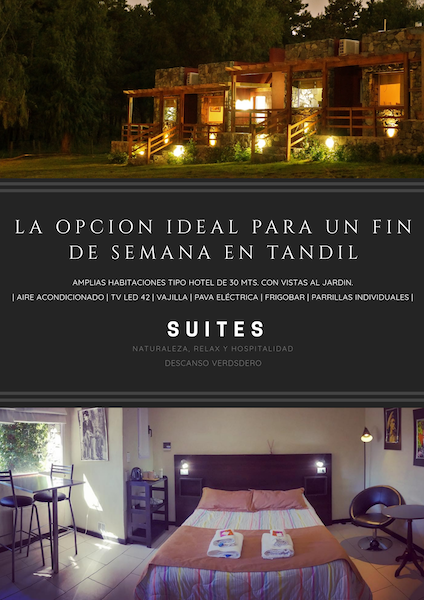 LA OPCION IDEAL PARA UN FIN
DE SEMANA EN TANDIL
AMPLIAS HABITACIONES TIPO HOTEL DE 30 MTS. CON VISTAS AL JARDIN.
| AIRE ACONDICIONADO | TV LED 42 | VAJILLA | PAVA ELÉCTRICA | FRIGOBAR | PARRILLAS INDIVIDUALES |
SUITES
NATURALEZA, RELAX Y HOSPITALIDAD
DESCANSO VERDSDERO